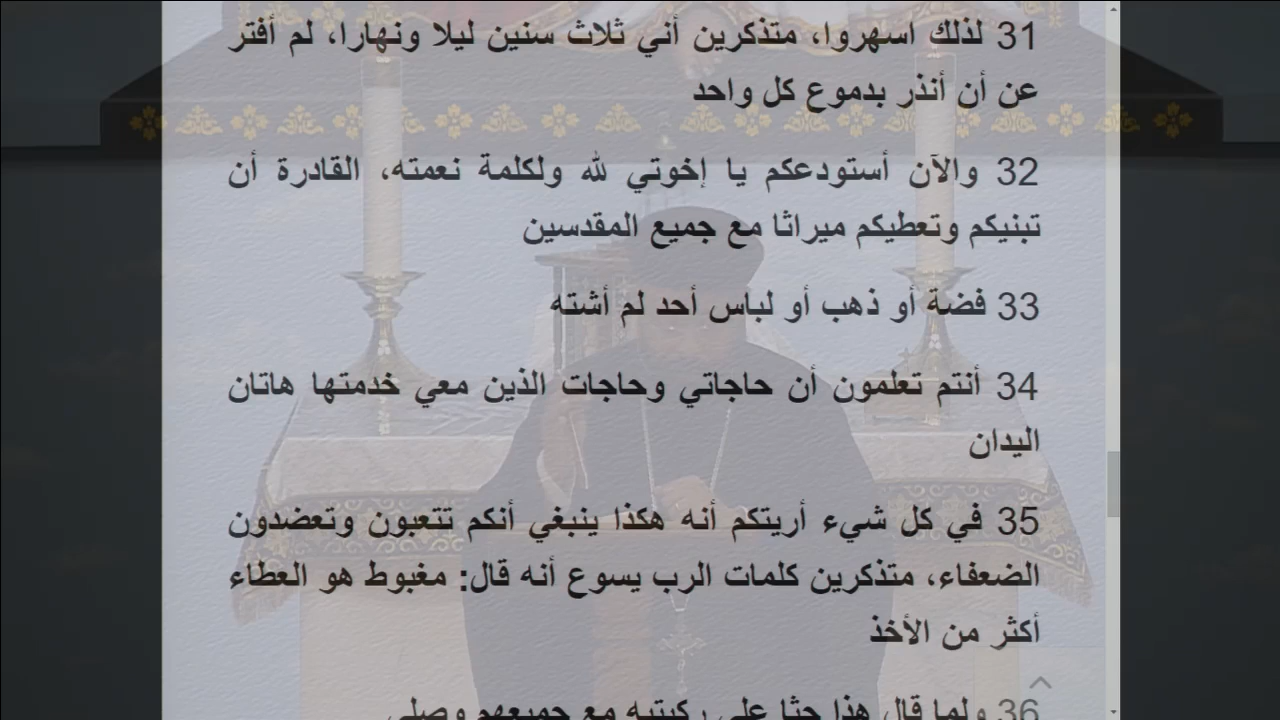 31 لذلك اسهروا، متذكرين أني ثلاث سنين ليلا ونهارا، لم أفتر
عن أن أنذر بدموع كل واحد
32 والآن أستودعكم يا إخوتي لله ولكلمة نعمته، القادرة أن
تبنيكم وتعطيكم ميراثا مع جميع المقدسين
33 فضة أو ذهب أو لباس أحد لم أشته
34 أنتم تعلمون أن حاجاتي وحاجات الذين معي خدمتها هاتان
اليدان
35 في كل شيء أريتكم أنه هكذا ينبغي أنكم تتعبون وتعضدون
الضعفاء، متذكرين كلمات الرب يسوع أنه قال: مغبوط هو العطاء
أكثر من الأخذ
36 ولما قال هذا جثا على ركبتيه مع جميعهم وصلى